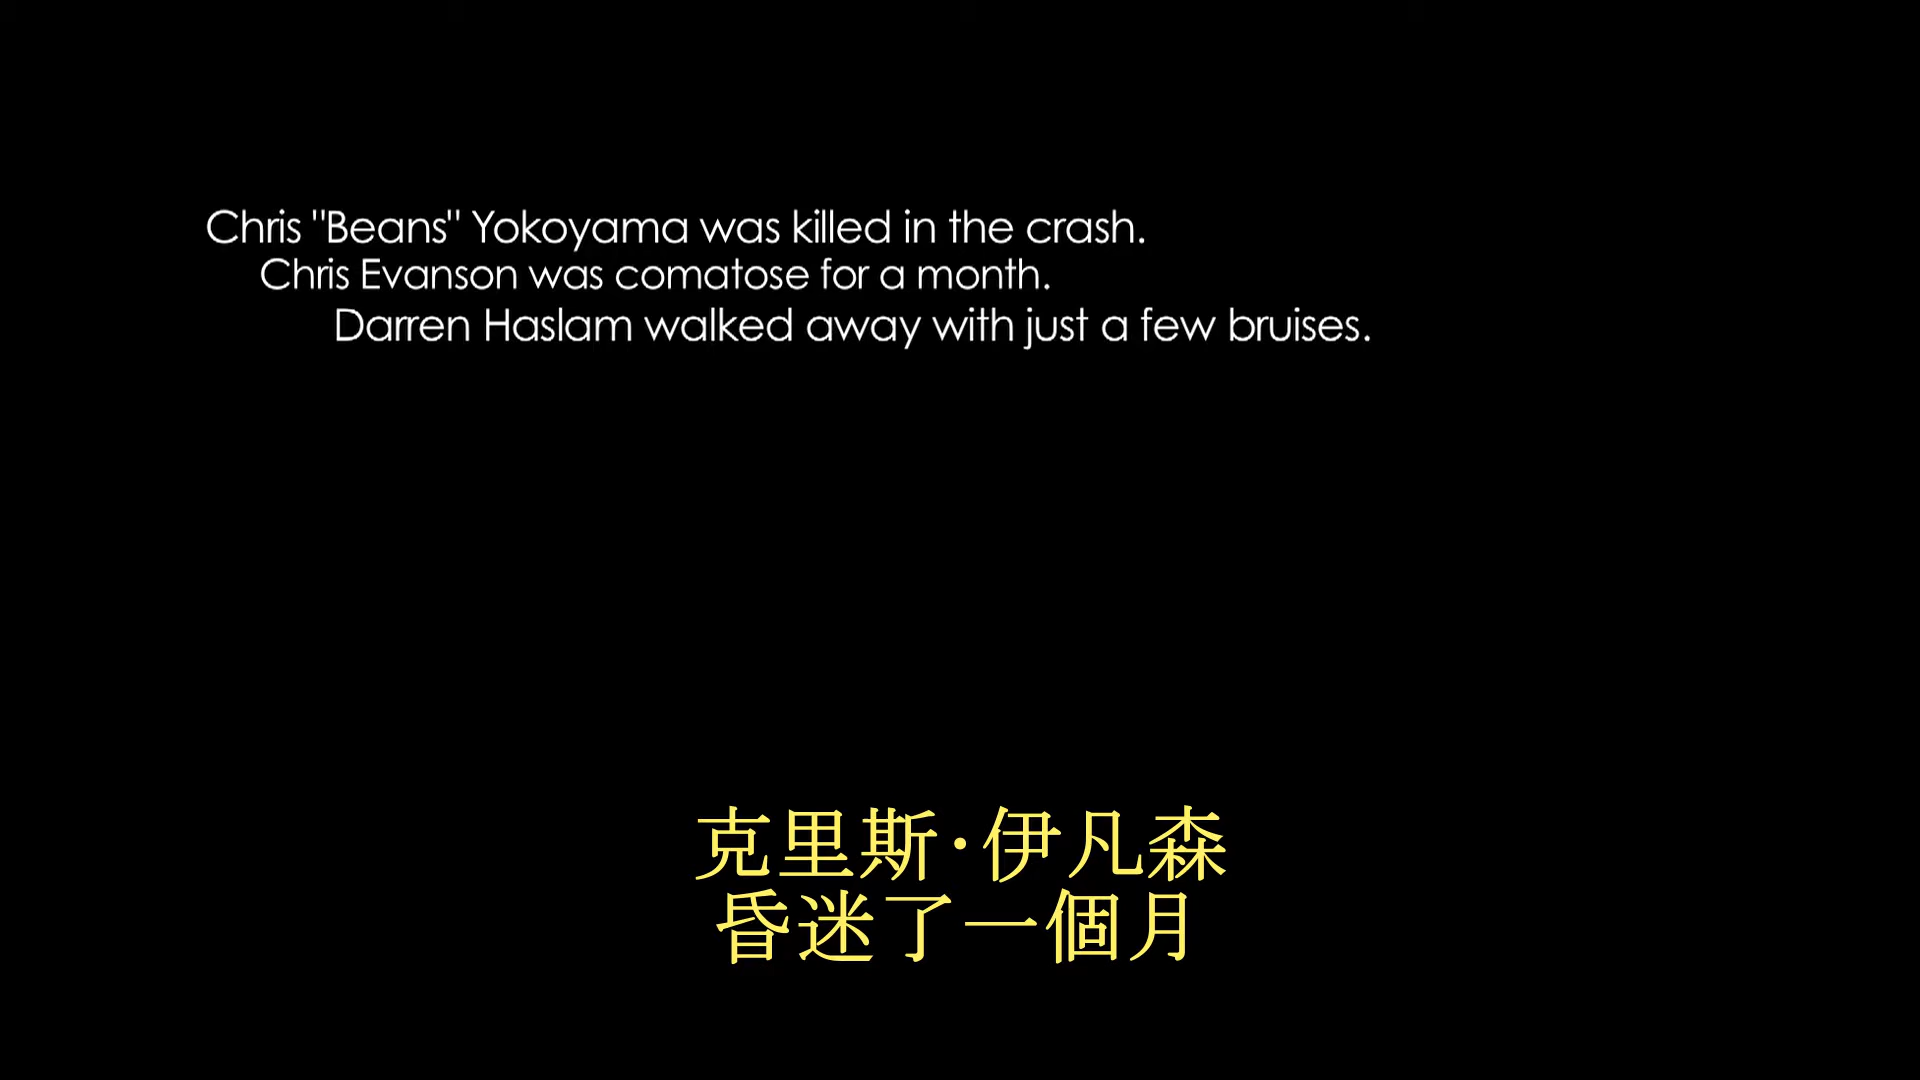 Chris "Beans" Yokoyama was killed in the crash.
Chris Evanson was comatose for a month.
Darren Haslam walked away with just a few bruises.
克里斯·伊凡森
昏迷了一個月